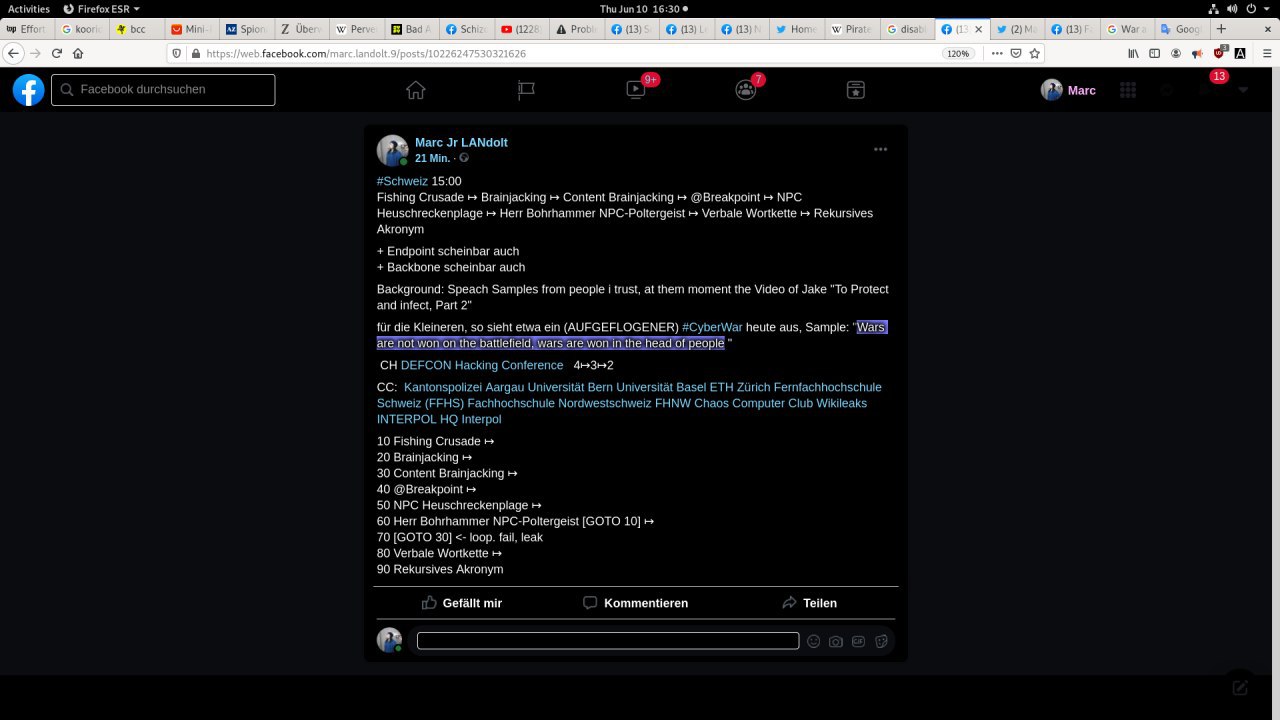 Activities Firefox ESR Thu Jun 10 16:30
Effort koorid bcc Mini- Spion Überv Perve Bad A Schizo (1228) Proble (13) S (13) Le (13) N Home Pirate disabl (13 (2) Ma (13) Fa War a Googl
https://web.facebook.com/marc.landolt.9/posts/10226247530321626 120%
Facebook durchsuchen 9+ 7 Marc 13
Marc Jr LANdolt
21 Min. ·
#Schweiz 15:00
Fishing Crusade ↦ Brainjacking ↦ Content Brainjacking ↦ @Breakpoint ↦ NPC
Heuschreckenplage ↦ Herr Bohrhammer NPC-Poltergeist ↦ Verbale Wortkette ↦ Rekursives
Akronym
+ Endpoint scheinbar auch
+ Backbone scheinbar auch
Background: Speach Samples from people i trust, at them moment the Video of Jake "To Protect
and infect, Part 2"
für die Kleineren, so sieht etwa ein (AUFGEFLOGENER) #CyberWar heute aus, Sample: "Wars
are not won on the battlefield, wars are won in the head of people "
CH DEFCON Hacking Conference 4↦3↦2
CC: Kantonspolizei Aargau Universität Bern Universität Basel ETH Zürich Fernfachhochschule
Schweiz (FFHS) Fachhochschule Nordwestschweiz FHNW Chaos Computer Club Wikileaks
INTERPOL HQ Interpol
10 Fishing Crusade ↦
20 Brainjacking ↦
30 Content Brainjacking ↦
40 @Breakpoint ↦
50 NPC Heuschreckenplage ↦
60 Herr Bohrhammer NPC-Poltergeist [GOTO 10] ↦
70 [GOTO 30] <- loop. fail, leak
80 Verbale Wortkette ↦
90 Rekursives Akronym
Gefällt mir Kommentieren Teilen
GIF